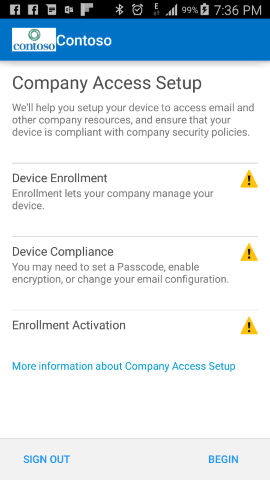 99% 7:36 PM
contoso
Contoso
Company Access Setup
We'll help you setup your device to access email and
other company resources, and ensure that your
device is compliant with company security policies.
Device Enrollment
Enrollment lets your company manage your
device.
Device Compliance
You may need to set a Passcode, enable
encryption, or change your email configuration.
Enrollment Activation
More information about Company Access Setup
SIGN OUT
BEGIN